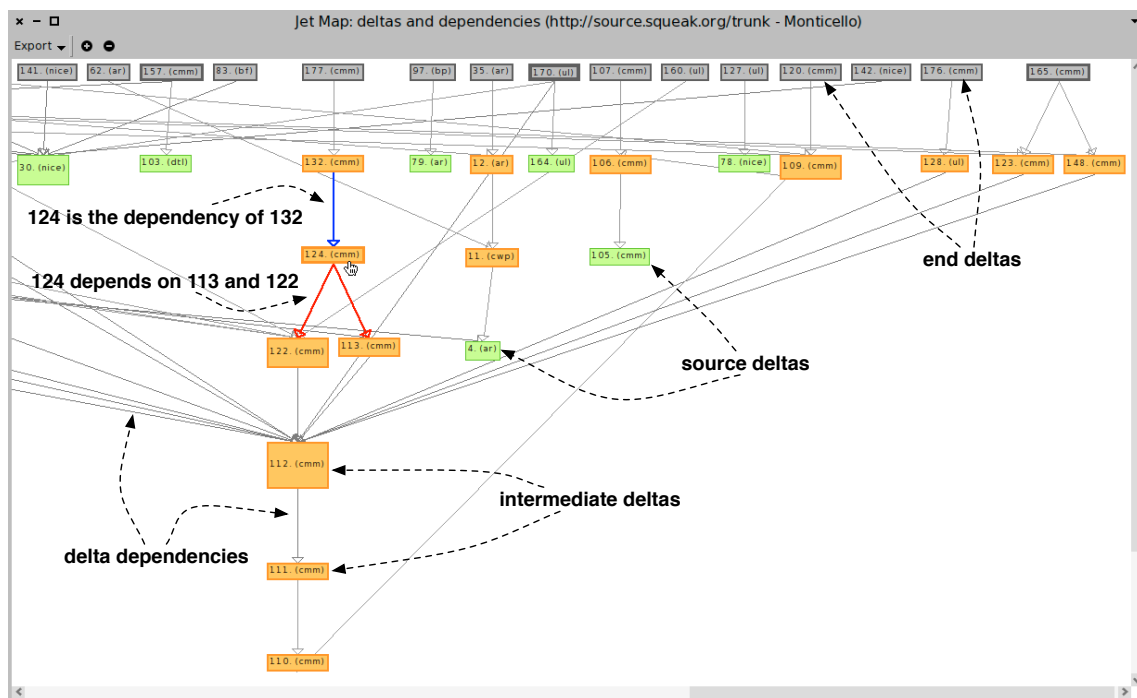 Jet Map: deltas and dependencies (http://source.squeak.org/trunk - Monticello)
Export
141. (nice) 62. (ar) 157. (cmm) 83. (bf) 177. (cmm) 97. (bp) 35. (ar) 170. (ul) 107. (cmm) 160. (ul) 127. (ul) 120. (cmm) 142. (nice) 176. (cmm) 165. (cmm)
30. (nice) 103. (dtl) 132. (cmm) 79. (ar) 12. (ar) 164. (ul) 106. (cmm) 78. (nice) 109. (cmm) 128. (ul) 123. (cmm) 148. (cmm)
124 is the dependency of 132
124. (cmm) 11. (cwp) 105. (cmm)
end deltas
124 depends on 113 and 122
122. (cmm) 113. (cmm) 4. (ar)
source deltas
112. (cmm)
intermediate deltas
delta dependencies
111. (cmm)
110. (cmm)